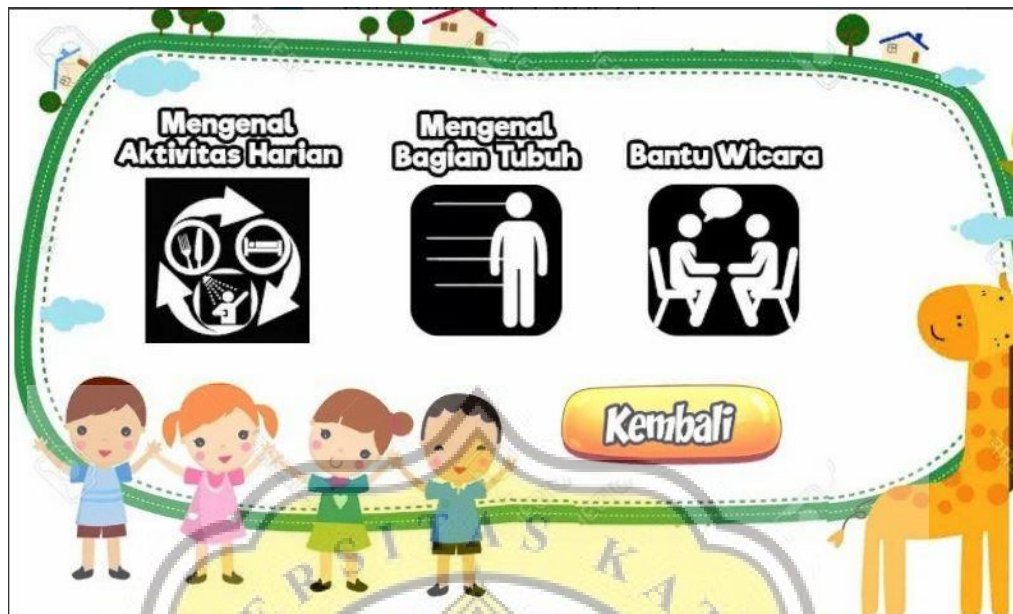 Mengenal
Aktivitas Harian
Mengenal
Bagian Tubuh
Bantu Wicara
Kembali